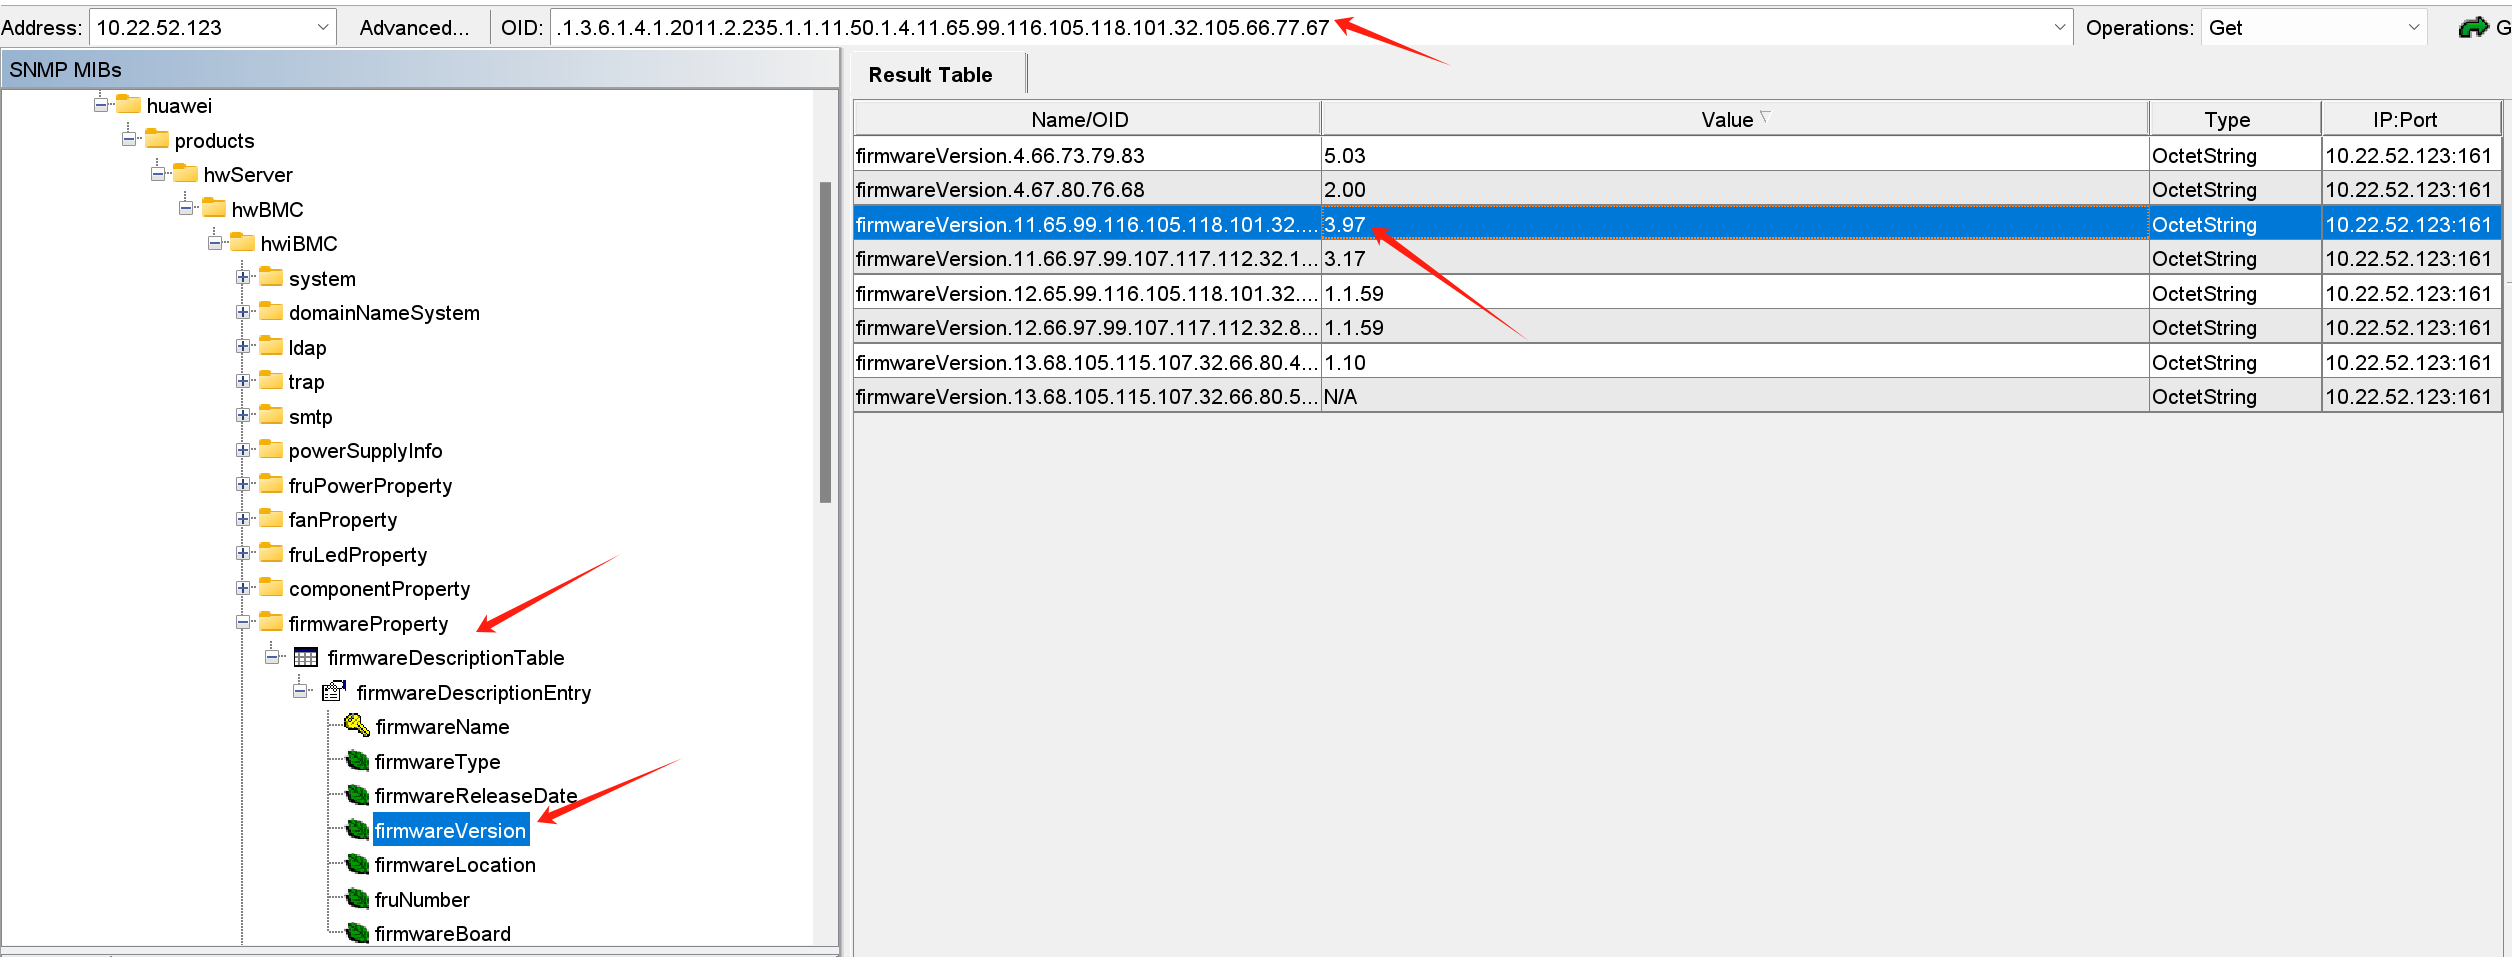 Address: 10.22.52.123 Advanced... OID: .1.3.6.1.4.1.2011.2.235.1.1.11.50.1.4.11.65.99.116.105.118.101.32.105.66.77.67 Operations: Get G
SNMP MIBs
huawei
products
hwServer
hwBMC
hwiBMC
system
domainNameSystem
ldap
trap
smtp
powerSupplyInfo
fruPowerProperty
fanProperty
fruLedProperty
componentProperty
firmwareProperty
firmwareDescriptionTable
firmwareDescriptionEntry
firmwareName
firmwareType
firmwareReleaseDate
firmwareVersion
firmwareLocation
fruNumber
firmwareBoard
Result Table
Name/OID Value Type IP:Port
firmwareVersion.4.66.73.79.83 5.03 OctetString 10.22.52.123:161
firmwareVersion.4.67.80.76.68 2.00 OctetString 10.22.52.123:161
firmwareVersion.11.65.99.116.105.118.101.32.... 3.97 OctetString 10.22.52.123:161
firmwareVersion.11.66.97.99.107.117.112.32.1... 3.17 OctetString 10.22.52.123:161
firmwareVersion.12.65.99.116.105.118.101.32.... 1.1.59 OctetString 10.22.52.123:161
firmwareVersion.12.66.97.99.107.117.112.32.8... 1.1.59 OctetString 10.22.52.123:161
firmwareVersion.13.68.105.115.107.32.66.80.4... 1.10 OctetString 10.22.52.123:161
firmwareVersion.13.68.105.115.107.32.66.80.5... N/A OctetString 10.22.52.123:161